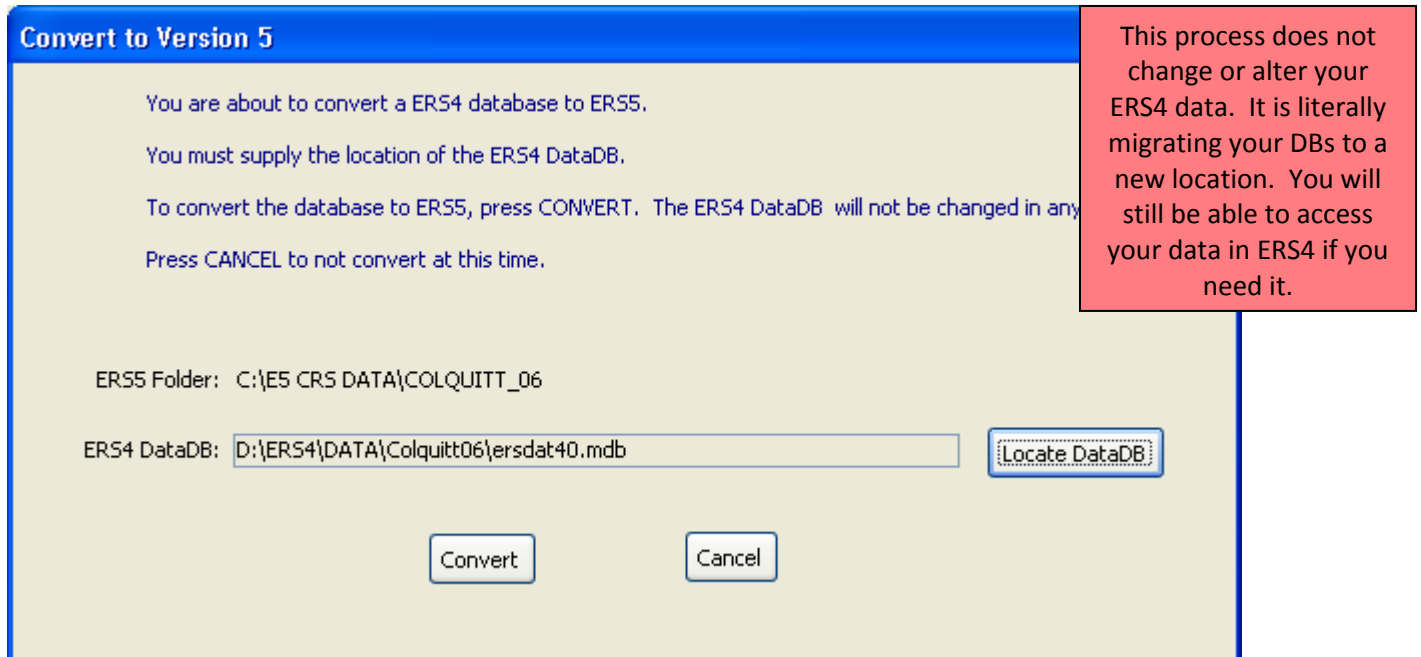 Convert to Version 5
This process does not
change or alter your
ERS4 data. It is literally
migrating your DBs to a
new location. You will
still be able to access
your data in ERS4 if you
need it.
You are about to convert a ERS4 database to ERS5.
You must supply the location of the ERS4 DataDB.
To convert the database to ERS5, press CONVERT. The ERS4 DataDB will not be changed in any
Press CANCEL to not convert at this time.
ERS5 Folder: C:\E5 CRS DATA\COLQUITT_06
ERS4 DataDB: D:\ERS4\DATA\Colquitt06\ersdat40.mdb Locate DataDB
Convert Cancel